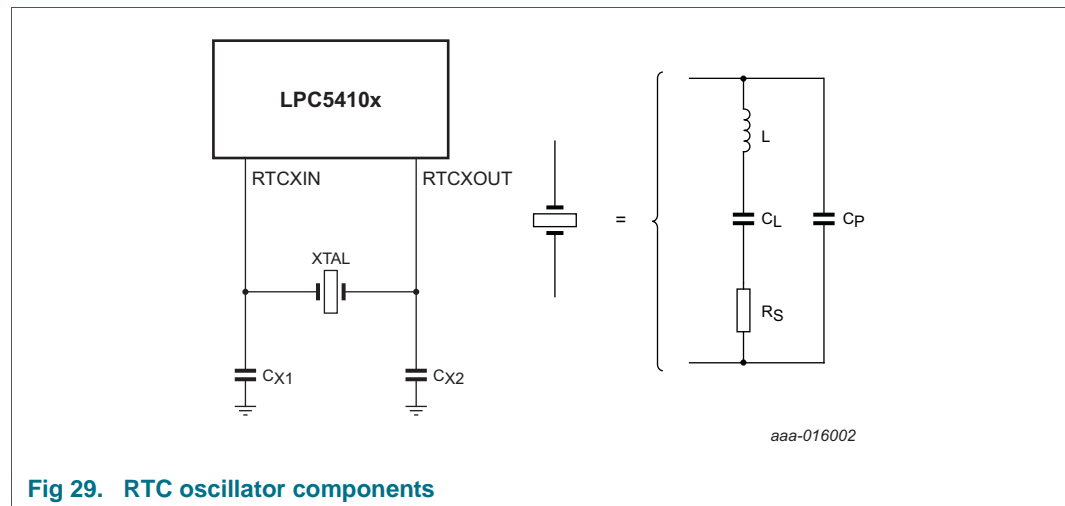 LPC5410x
RTCXIN
RTCXOUT
XTAL
CX1
CX2
=
L
CL
CP
RS
aaa-016002
Fig 29. RTC oscillator components